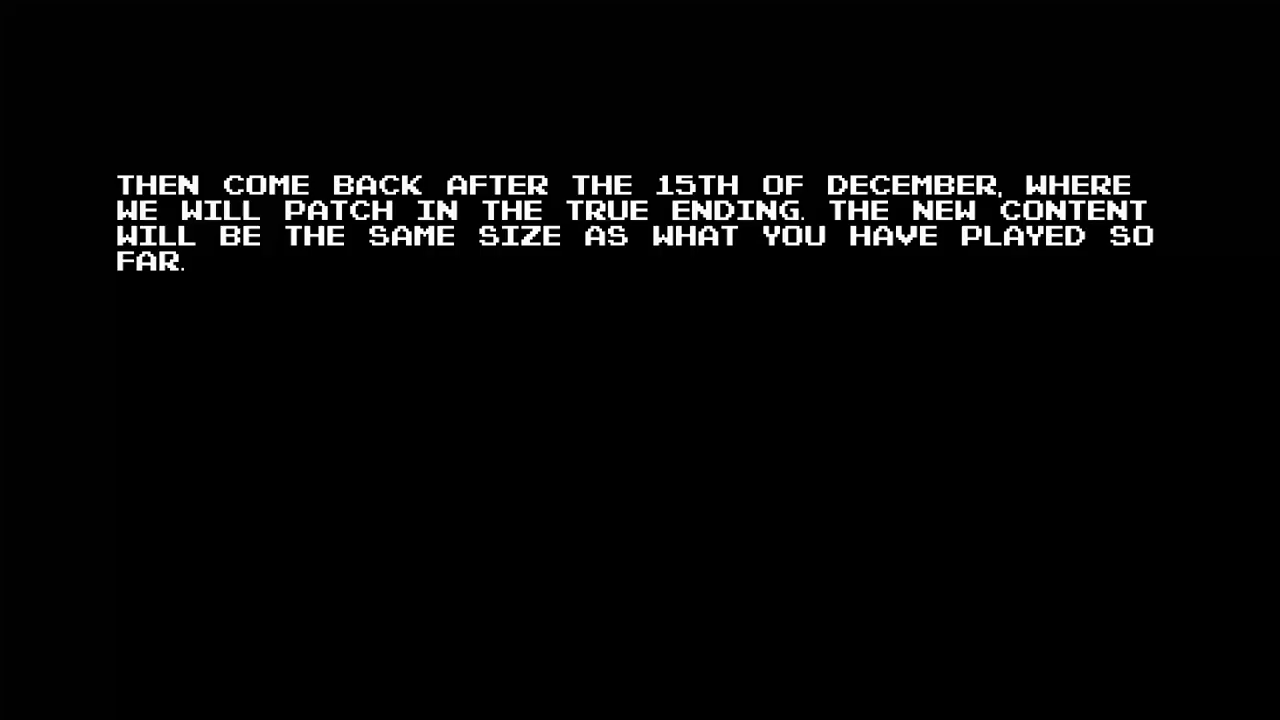 THEN COME BACK AFTER THE 15TH OF DECEMBER, WHERE
WE WILL PATCH IN THE TRUE ENDING. THE NEW CONTENT
WILL BE THE SAME SIZE AS WHAT YOU HAVE PLAYED SO
FAR.